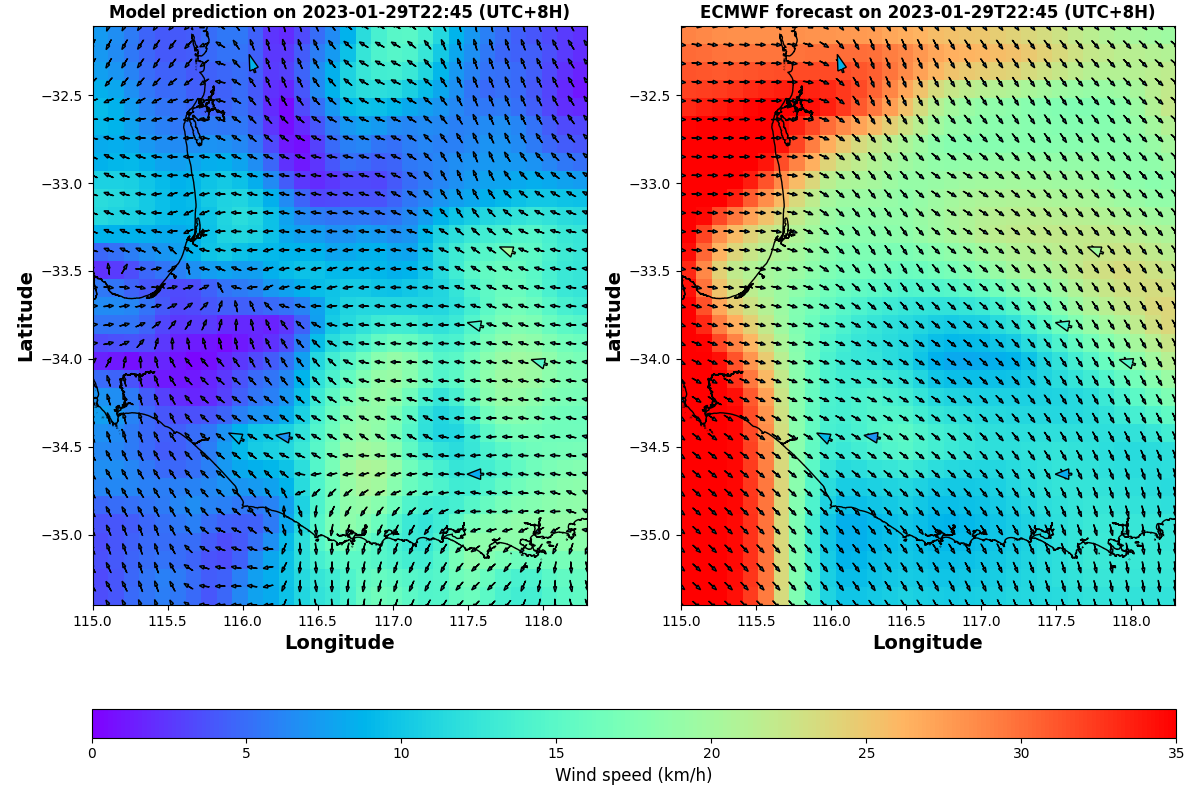 Model prediction on 2023-01-29T22:45 (UTC+8H)
ECMWF forecast on 2023-01-29T22:45 (UTC+8H)
Latitude
−32.5
−33.0
−33.5
−34.0
−34.5
−35.0
115.0 115.5 116.0 116.5 117.0 117.5 118.0
Longitude
Latitude
−32.5
−33.0
−33.5
−34.0
−34.5
−35.0
115.0 115.5 116.0 116.5 117.0 117.5 118.0
Longitude
0 5 10 15 20 25 30 35
Wind speed (km/h)